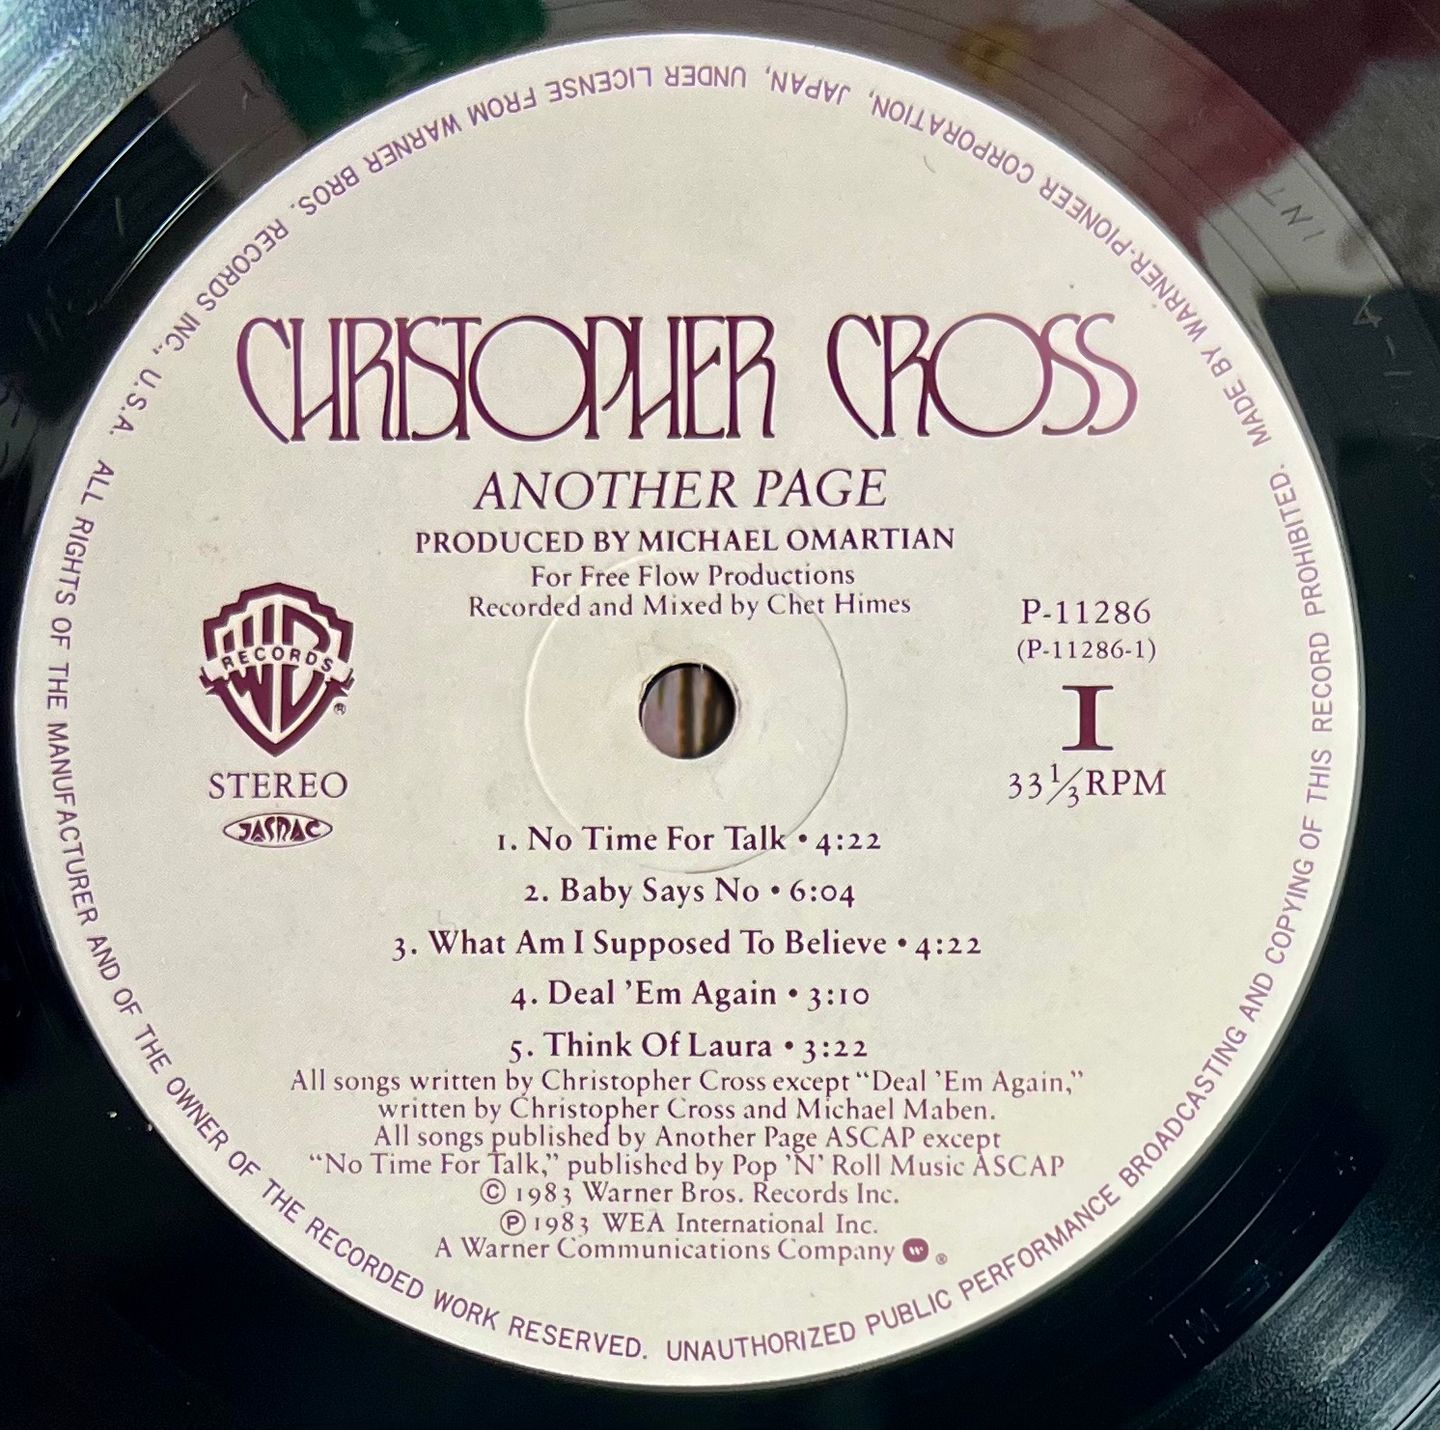 CHRISTOPHER CROSS
ANOTHER PAGE
PRODUCED BY MICHAEL OMARTIAN
For Free Flow Productions
Recorded and Mixed by Chet Himes
WB
RECORDS
®
STEREO
JASRAC
P-11286
(P-11286-1)
I
33⅓RPM
1. No Time For Talk • 4:22
2. Baby Says No • 6:04
3. What Am I Supposed To Believe • 4:22
4. Deal ’Em Again • 3:10
5. Think Of Laura • 3:22
All songs written by Christopher Cross except “Deal ’Em Again,”
written by Christopher Cross and Michael Maben.
All songs published by Another Page ASCAP except
“No Time For Talk,” published by Pop ’N’ Roll Music ASCAP
© 1983 Warner Bros. Records Inc.
℗ 1983 WEA International Inc.
A Warner Communications Company ®
MADE BY WARNER-PIONEER CORPORATION, JAPAN, UNDER LICENSE FROM WARNER BROS. RECORDS INC., U.S.A. ALL RIGHTS OF THE MANUFACTURER AND OF THE OWNER OF THE RECORDED WORK RESERVED. UNAUTHORIZED PUBLIC PERFORMANCE BROADCASTING AND COPYING OF THIS RECORD PROHIBITED.